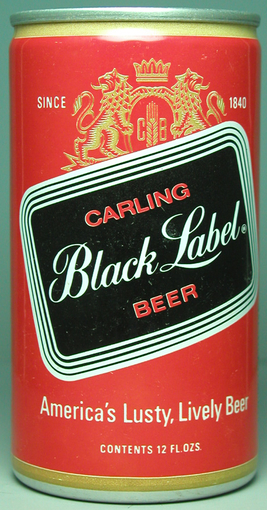 SINCE 1840
C B
CARLING
Black Label®
BEER
America's Lusty, Lively Beer
CONTENTS 12 FL.OZS.